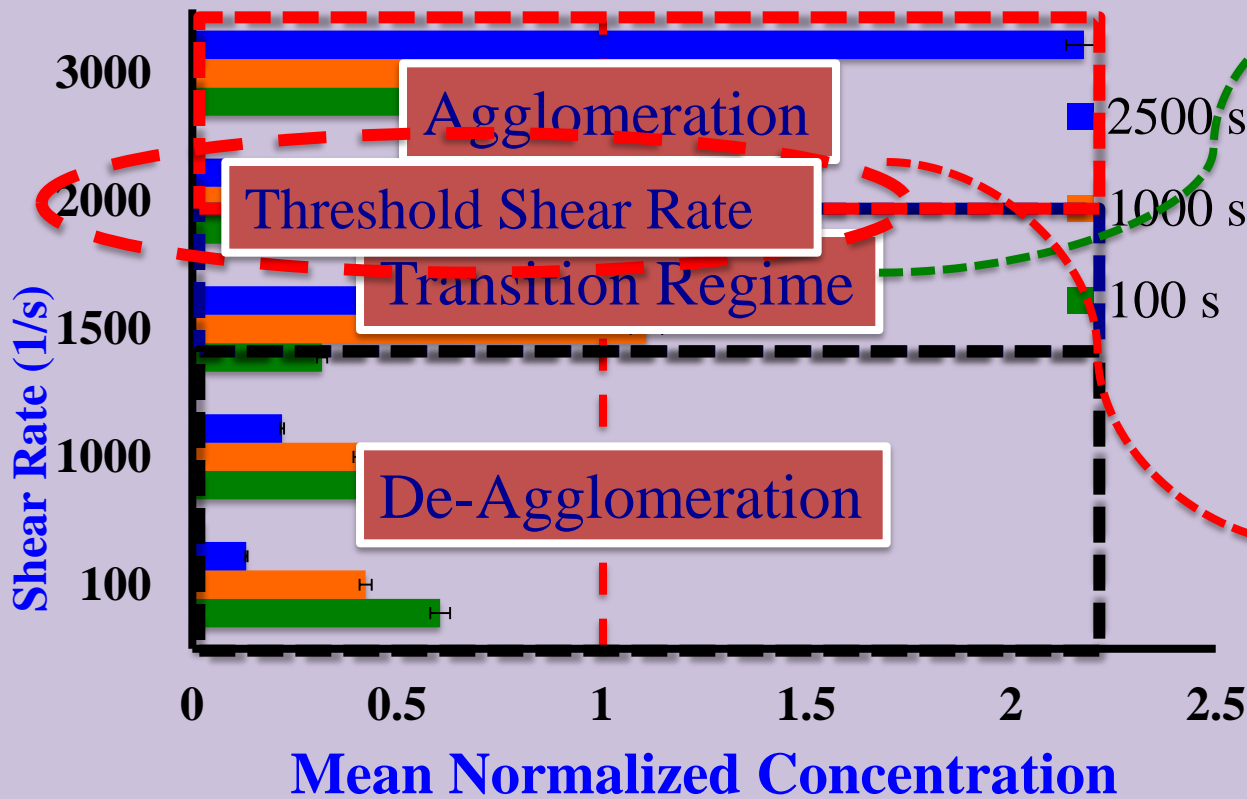 3000
Agglomeration
2500 s
2000
Threshold Shear Rate
1000 s
Transition Regime
100 s
1500
1000
De-Agglomeration
100
Shear Rate (1/s)
0 0.5 1 1.5 2 2.5
Mean Normalized Concentration